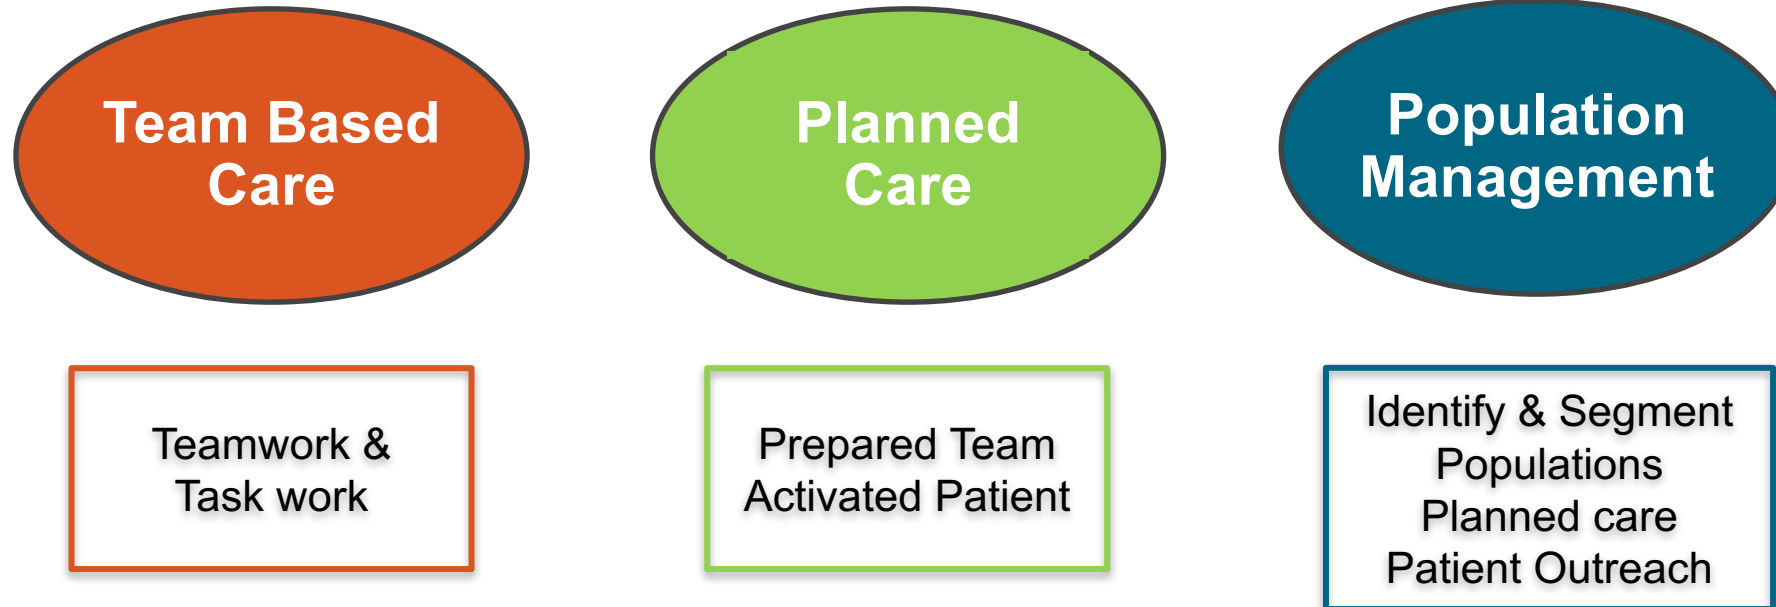 Team Based
Care
Planned
Care
Population
Management
Teamwork &
Task work
Prepared Team
Activated Patient
Identify & Segment
Populations
Planned care
Patient Outreach